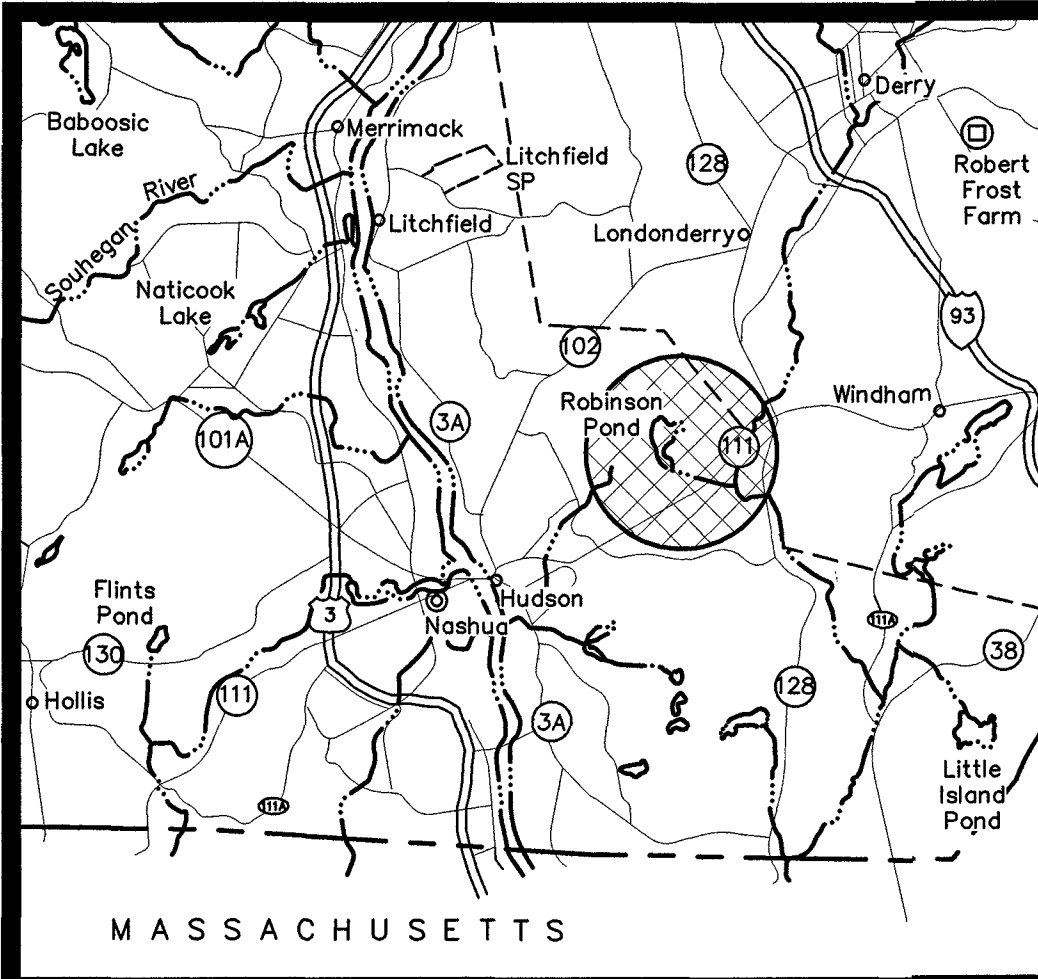 Baboosic
Lake
Merrimack
Derry
Litchfield
SP
128
Robert
Frost
Farm
Souhegan River
Litchfield
Londonderry
Naticook
Lake
93
102
Robinson
Pond
Windham
101A
3A
111
Flints
Pond
3
Hudson
Nashua
111A
130
38
Hollis
111
128
3A
Little
Island
Pond
111A
MASSACHUSETTS